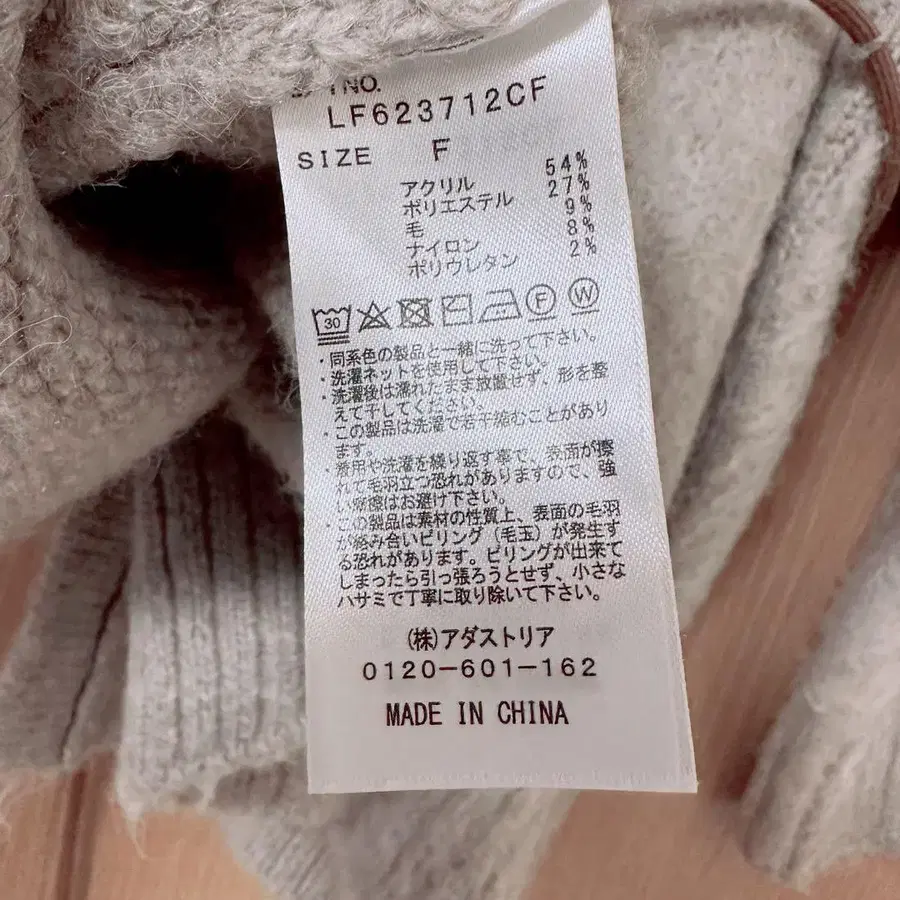 NO.
LF623712CF
SIZE F
アクリル 54%
ポリエステル 27%
毛 9%
ナイロン 8%
ポリウレタン 2%
30 F W
・同系色の製品と一緒に洗って下さい。
・洗濯ネットを使用して下さい。
・洗濯後は濡れたまま放置せず、形を整
えて干してください。
・この製品は洗濯で若干縮むことがあり
ます。
・着用や洗濯を繰り返す事で、表面が擦
れて毛羽立つ恐れがありますので、強
い摩擦はお避け下さい。
・この製品は素材の性質上、表面の毛羽
が絡み合いピリング（毛玉）が発生す
る恐れがあります。ピリングが出来て
しまったら引っ張ろうとせず、小さな
ハサミで丁寧に取り除いて下さい。
(株)アダストリア
0120-601-162
MADE IN CHINA